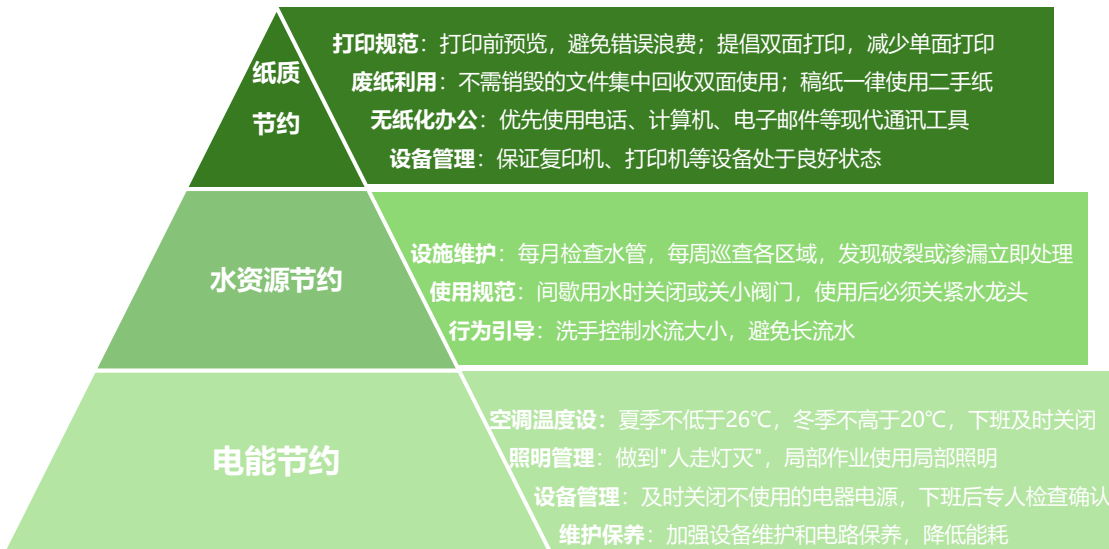 纸质
节约
打印规范：打印前预览，避免错误浪费；提倡双面打印，减少单面打印
废纸利用：不需销毁的文件集中回收双面使用；稿纸一律使用二手纸
无纸化办公：优先使用电话、计算机、电子邮件等现代通讯工具
设备管理：保证复印机、打印机等设备处于良好状态
水资源节约
设施维护：每月检查水管，每周巡查各区域，发现破裂或渗漏立即处理
使用规范：间歇用水时关闭或关小阀门，使用后必须关紧水龙头
行为引导：洗手控制水流大小，避免长流水
电能节约
空调温度设：夏季不低于26℃，冬季不高于20℃，下班及时关闭
照明管理：做到"人走灯灭"，局部作业使用局部照明
设备管理：及时关闭不使用的电器电源，下班后专人检查确认
维护保养：加强设备维护和电路保养，降低能耗